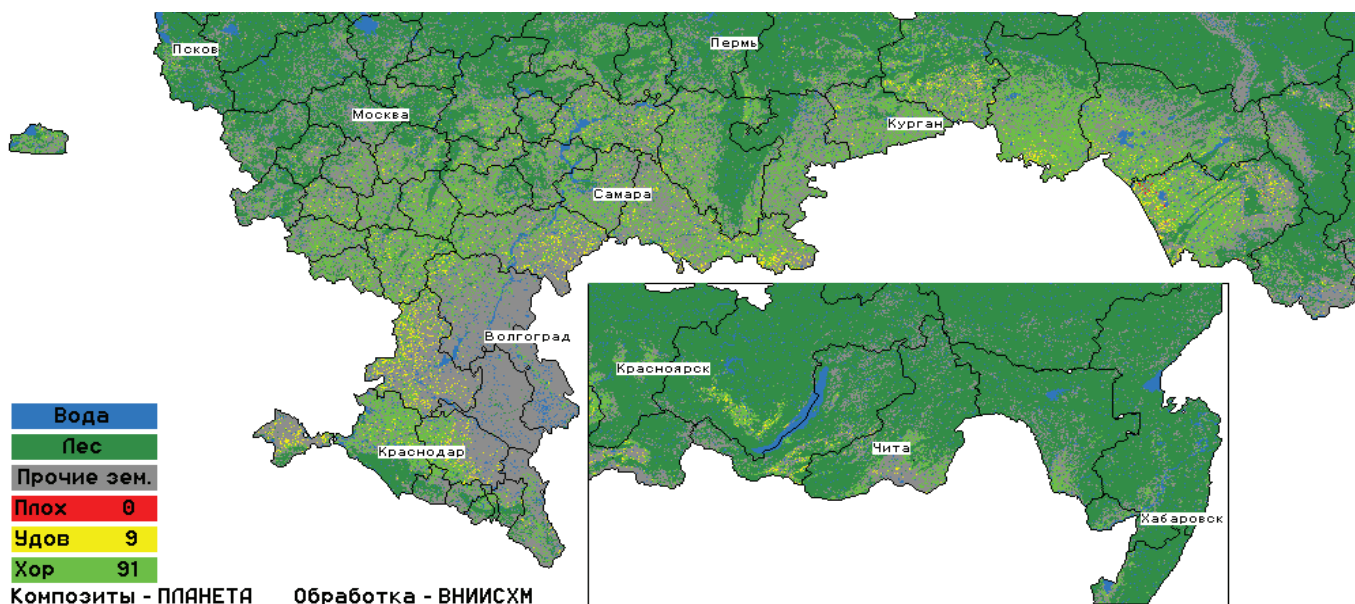 Псков
Пермь
Москва
Курган
Самара
Волгоград
Красноярск
Краснодар
Чита
Хабаровск
Вода
Лес
Прочие зем.
Плох 0
Удов 9
Хор 91
Композиты - ПЛАНЕТА Обработка - ВНИИСХМ